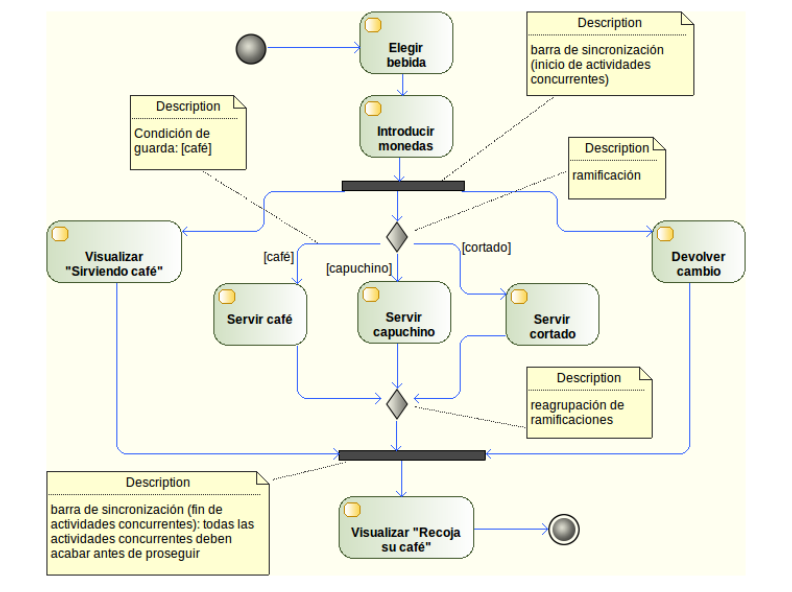 Description
barra de sincronización
(inicio de actividades
concurrentes)
Elegir
bebida
Description
Condición de
guarda: [café]
Introducir
monedas
Description
ramificación
Visualizar
"Sirviendo café"
[café]
[capuchino]
[cortado]
Devolver
cambio
Servir café
Servir
capuchino
Servir
cortado
Description
reagrupación de
ramificaciones
Description
barra de sincronización (fin de
actividades concurrentes): todas las
actividades concurrentes deben
acabar antes de proseguir
Visualizar "Recoja
su café"